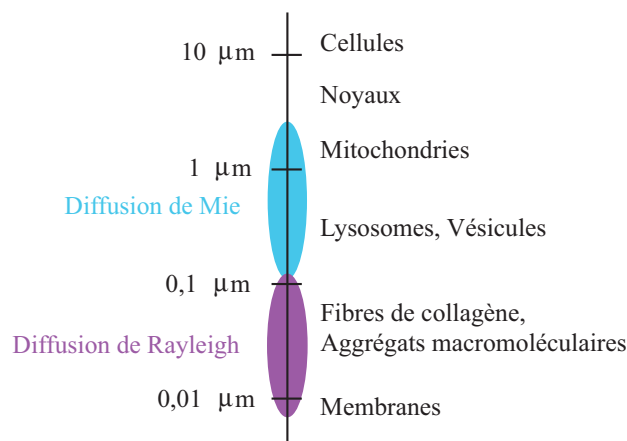 Cellules
10 µm
Noyaux
Mitochondries
1 µm
Diffusion de Mie
Lysosomes, Vésicules
0,1 µm
Fibres de collagène,
Diffusion de Rayleigh
Aggrégats macromoléculaires
0,01 µm
Membranes